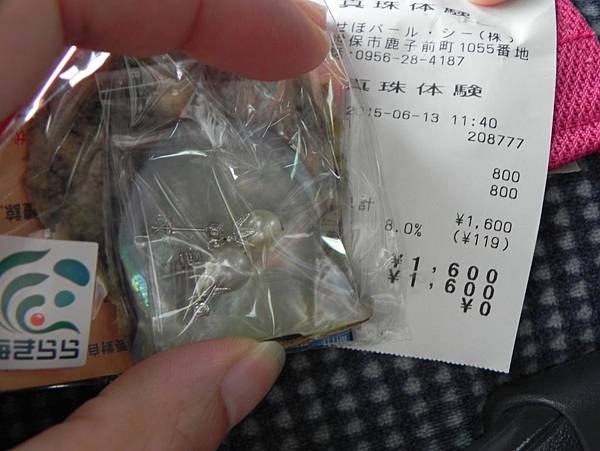 真珠体験
せぼパール・シー(株)
保市鹿子前町1055番地
0956-28-4187
真珠体験
2015-06-13 11:40
208777
800
800
計 ¥1,600
8.0% (¥119)
¥1,600
¥1,600
¥0
海きらら